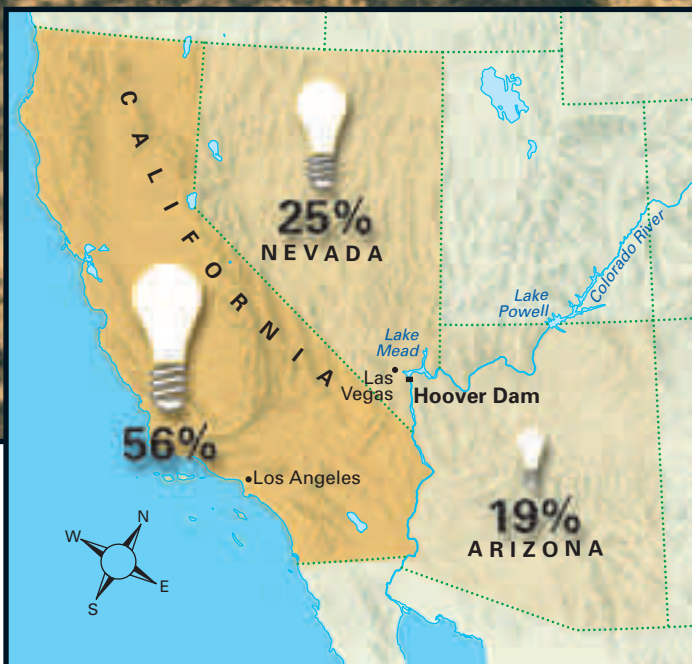 CALIFORNIA
25%
NEVADA
56%
Lake
Mead
Las
Vegas
Hoover Dam
Lake
Powell
Colorado River
Los Angeles
19%
ARIZONA
N
W
E
S